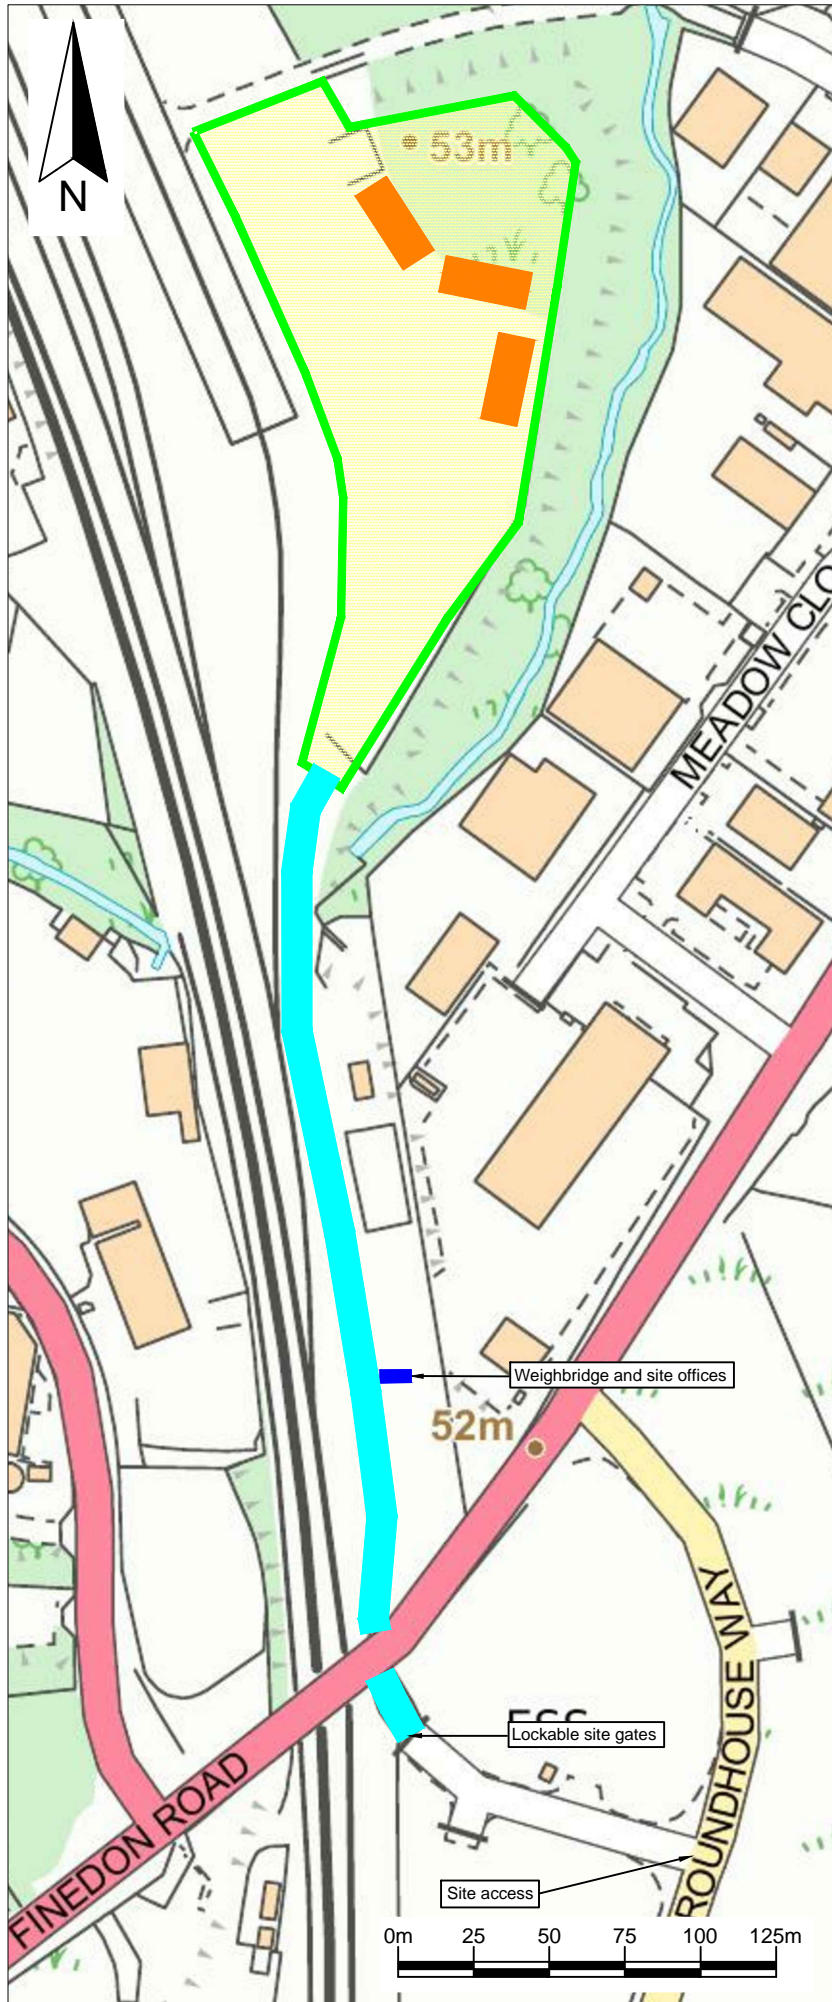 53m
N
MEADOW CLO
Weighbridge and site offices
52m
ROUNDHOUSE WAY
Lockable site gates
FINEDON ROAD
Site access
0m 25 50 75 100 125m